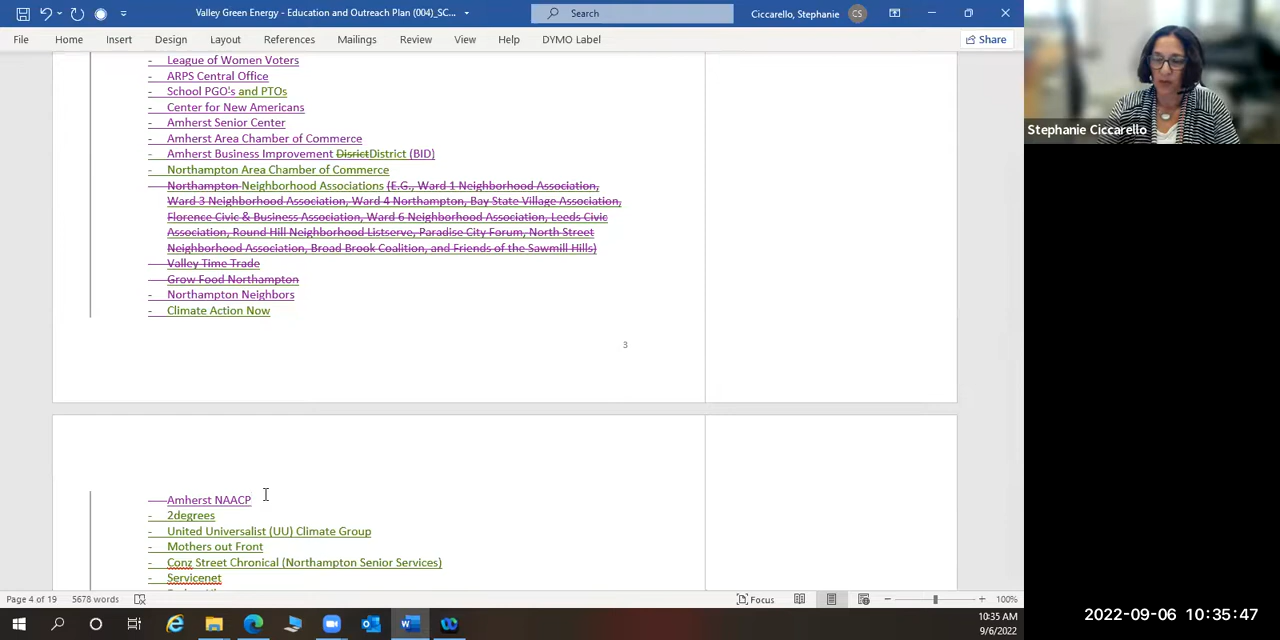 Valley Green Energy - Education and Outreach Plan (004)_SC...
Search
Ciccarello, Stephanie
CS
File
Home
Insert
Design
Layout
References
Mailings
Review
View
Help
DYMO Label
Share
- League of Women Voters
- ARPS Central Office
- School PGO's and PTOs
- Center for New Americans
- Amherst Senior Center
- Amherst Area Chamber of Commerce
- Amherst Business Improvement DisrictDistrict (BID)
- Northampton Area Chamber of Commerce
Northampton Neighborhood Associations (E.G., Ward 1 Neighborhood Association,
Ward 3 Neighborhood Association, Ward 4 Northampton, Bay State Village Association,
Florence Civic & Business Association, Ward 6 Neighborhood Association, Leeds Civic
Association, Round Hill Neighborhood Listserve, Paradise City Forum, North Street
Neighborhood Association, Broad Brook Coalition, and Friends of the Sawmill Hills)
Valley Time Trade
Grow Food Northampton
- Northampton Neighbors
- Climate Action Now
3
Amherst NAACP
- 2degrees
- United Universalist (UU) Climate Group
- Mothers out Front
- Conz Street Chronical (Northampton Senior Services)
- Servicenet
Page 4 of 19
5678 words
Focus
100%
10:35 AM
9/6/2022
Stephanie Ciccarello
2022-09-06 10:35:47